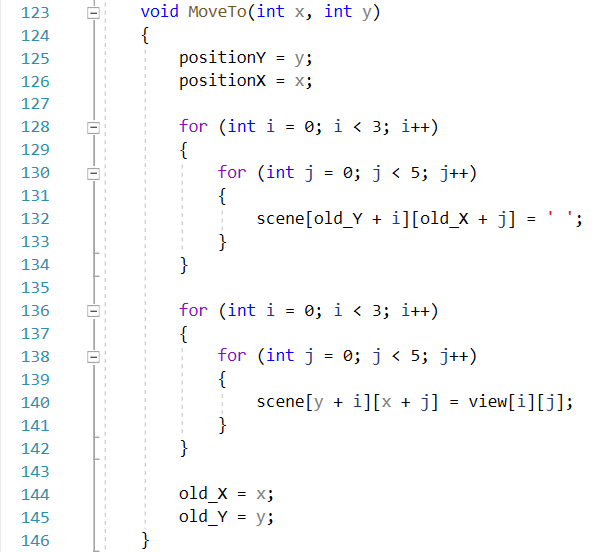 123 void MoveTo(int x, int y)
124 {
125 positionY = y;
126 positionX = x;
127
128 for (int i = 0; i < 3; i++)
129 {
130 for (int j = 0; j < 5; j++)
131 {
132 scene[old_Y + i][old_X + j] = ' ';
133 }
134 }
135
136 for (int i = 0; i < 3; i++)
137 {
138 for (int j = 0; j < 5; j++)
139 {
140 scene[y + i][x + j] = view[i][j];
141 }
142 }
143
144 old_X = x;
145 old_Y = y;
146 }